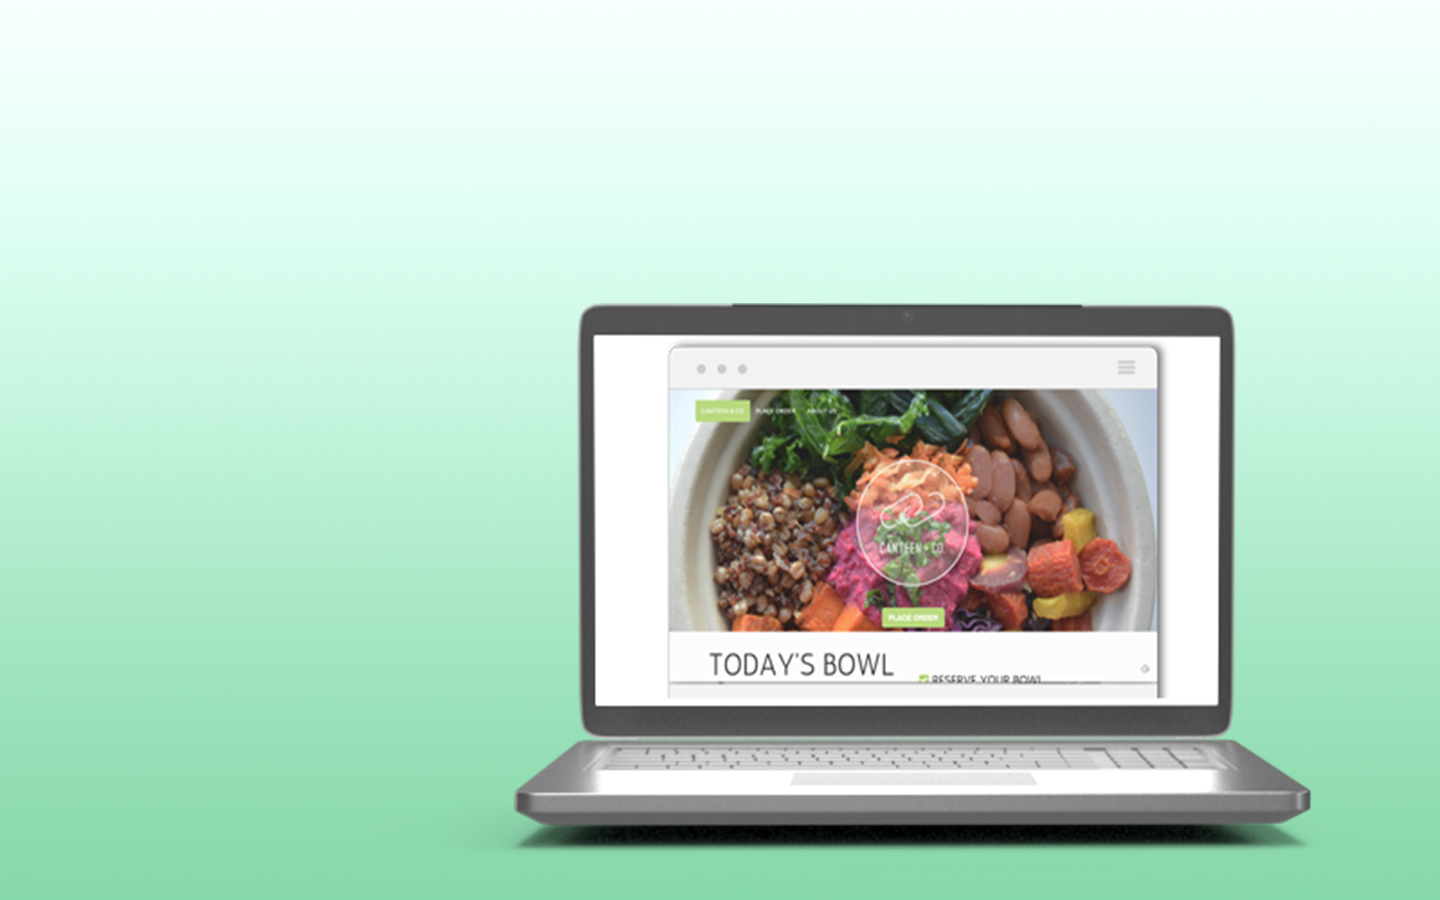 CANTEEN & CO PLACE ORDER ABOUT US
CANTEEN + CO
PLACE ORDER
TODAY'S BOWL
RESERVE YOUR BOWL